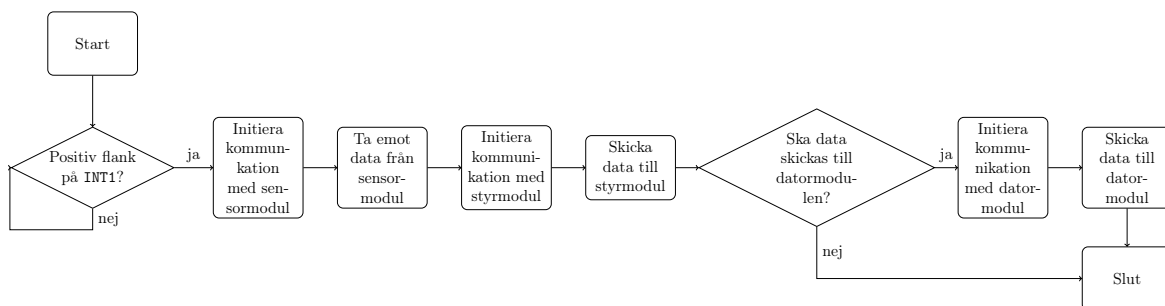 Start
Positiv flank
på INT1?
ja
nej
Initiera
kommun-
kation
med sen-
sormodul
Ta emot
data från
sensor-
modul
Initiera
kommuni-
kation med
styrmodul
Skicka
data till
styrmodul
Ska data
skickas till
datormodu-
len?
ja
nej
Initiera
kommu-
nikation
med dator-
modul
Skicka
data till
dator-
modul
Slut